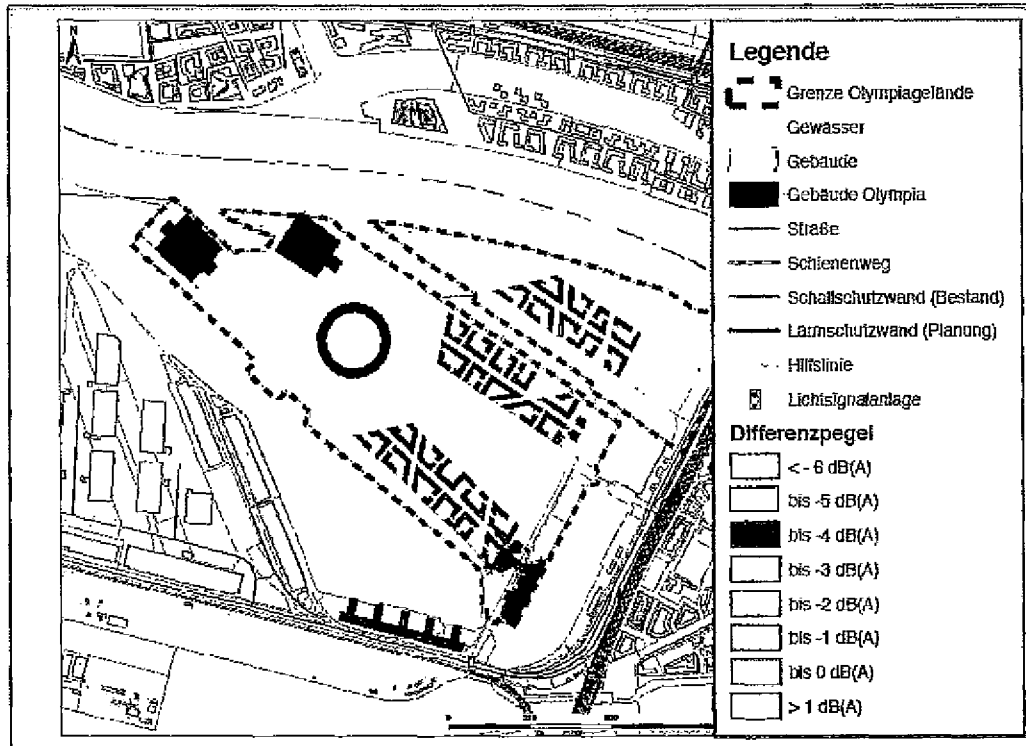 N
Legende
Grenze Olympiagelände
Gewässer
Gebäude
Gebäude Olympia
Straße
Schienenweg
Schallschutzwand (Bestand)
Lärmschutzwand (Planung)
Hilfslinie
Lichtsignalanlage
Differenzpegel
< - 6 dB(A)
bis -5 dB(A)
bis -4 dB(A)
bis -3 dB(A)
bis -2 dB(A)
bis -1 dB(A)
bis 0 dB(A)
> 1 dB(A)
0